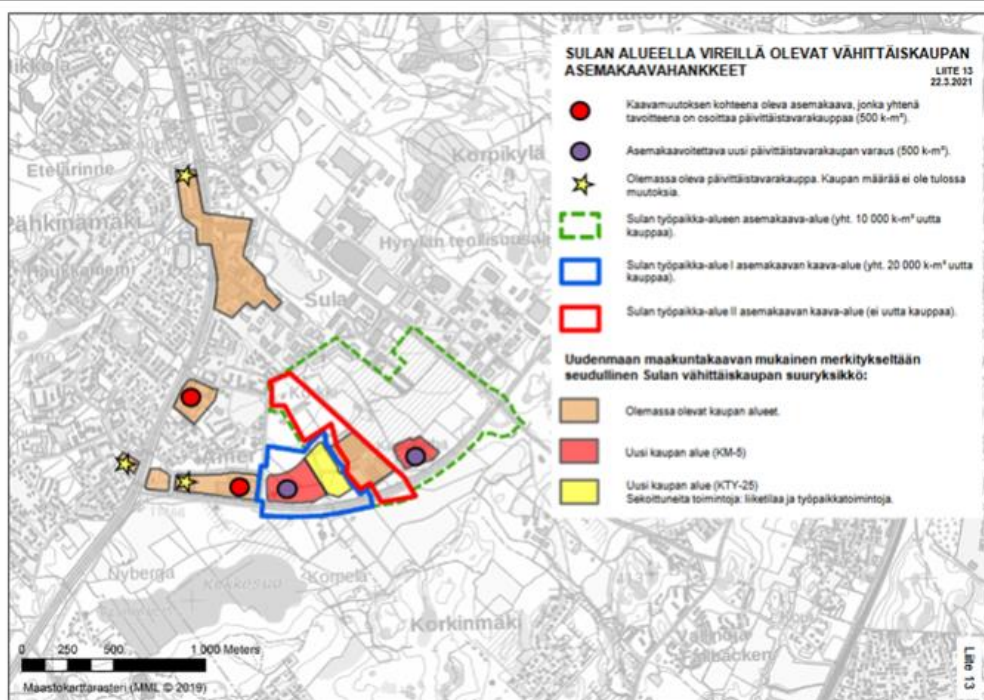 SULAN ALUEELLA VIREILLÄ OLEVAT VÄHITTÄISKAUPAN
ASEMAKAAVAHANKKEET
LIITE 13
22.3.2021
Kaavamuutoksen kohteena oleva asemakaava, jonka yhtenä
tavoitteena on osoittaa päivittäistavarakauppaa (500 k-m²).
Asemakaavoitettava uusi päivittäistavarakaupan varaus (500 k-m²).
Olemassa oleva päivittäistavarakauppa. Kaupan määrää ei ole tulossa
muutoksia.
Sulan työpaikka-alueen asemakaava-alue (yht. 10 000 k-m² uutta
kauppaa).
Sulan työpaikka-alue I asemakaavan kaava-alue (yht. 20 000 k-m² uutta
kauppaa).
Sulan työpaikka-alue II asemakaavan kaava-alue (ei uutta kauppaa).
Uudenmaan maakuntakaavan mukainen merkitykseltään
seudullinen Sulan vähittäiskaupan suuryksikkö:
Olemassa olevat kaupan alueet.
Uusi kaupan alue (KM-5)
Uusi kaupan alue (KTY-25)
Sekoittuneita toimintoja: liiketilaa ja työpaikkatoimintoja.
Etelärinne
Korpikylä
Sula
Nyberga
Kekkesuo
Komela
Korkinmäki
0 250 500 1 000 Meters
Maastokarttarasteri (MML © 2019)
Liite 13